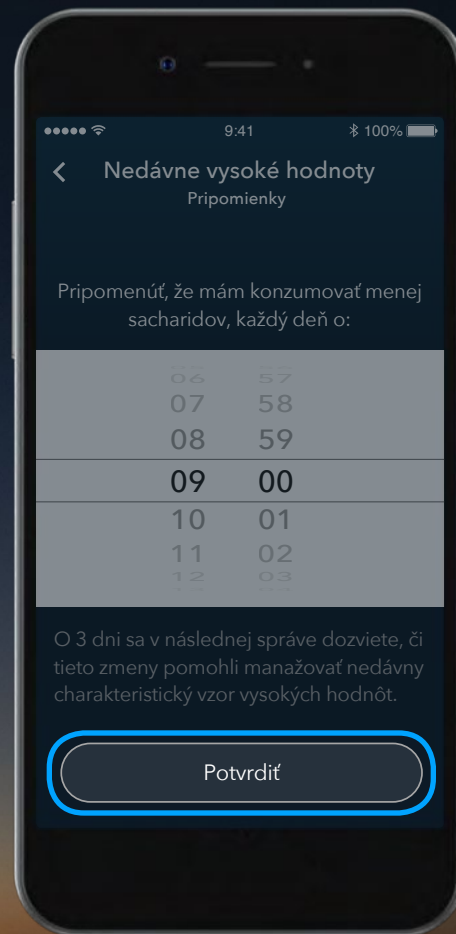 9:41
100%
Nedávne vysoké hodnoty
Pripomienky
Pripomenúť, že mám konzumovať menej
sacharidov, každý deň o:
06 57
07 58
08 59
09 00
10 01
11 02
12 03
O 3 dni sa v následnej správe dozviete, či
tieto zmeny pomohli manažovať nedávny
charakteristický vzor vysokých hodnôt.
Potvrdiť